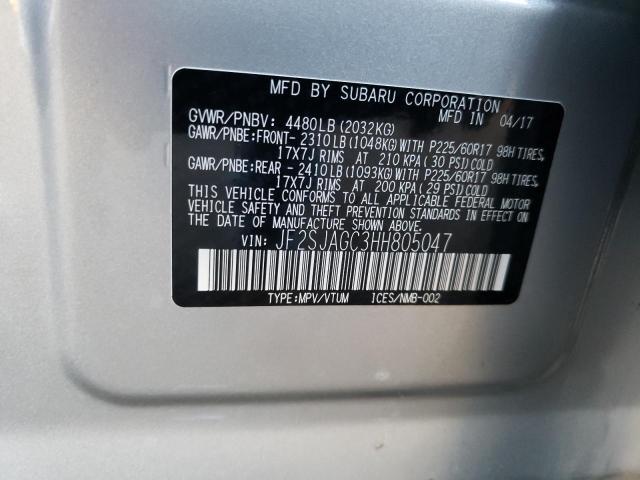 MFD BY SUBARU CORPORATION
MFD IN 04/17
GVWR/PNBV: 4480LB(2032KG)
GAWR/PNBE:FRONT- 2310LB(1048KG)WITH P225/60R17 98H TIRES,
17X7J RIMS AT 210 KPA( 30 PSI)COLD
GAWR/PNBE:REAR - 2410LB(1093KG)WITH P225/60R17 98H TIRES,
17X7J RIMS AT 200 KPA( 29 PSI)COLD
THIS VEHICLE CONFORMS TO ALL APPLICABLE FEDERAL MOTOR
VEHICLE SAFETY AND THEFT PREVENTION STANDARDS IN EFFECT ON
THE DATE OF MANUFACTURE SHOWN ABOVE.
VIN: JF2SJAGC3HH805047
TYPE:MPV/VTUM ICES/NMB-002